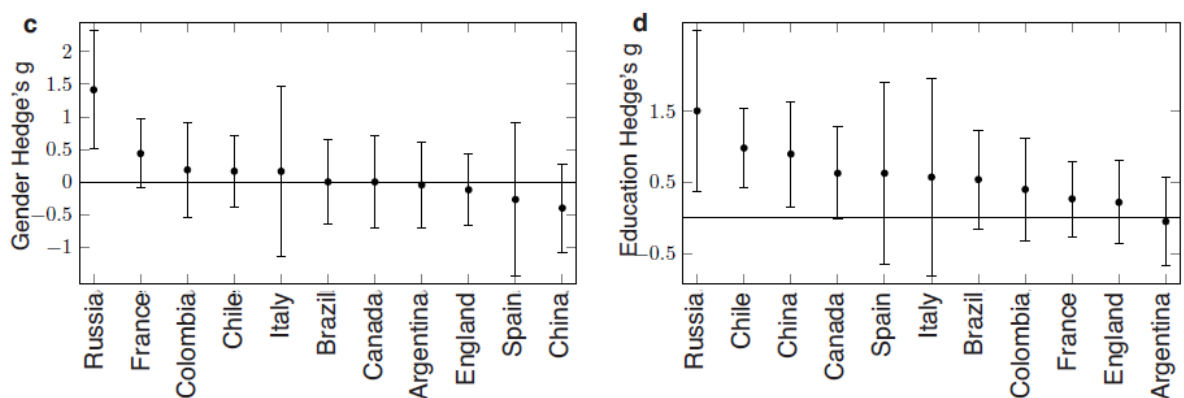 c
Gender Hedge's g
2
1.5
1
0.5
0
−0.5
−1
Russia
France
Colombia
Chile
Italy
Brazil
Canada
Argentina
England
Spain
China
d
Education Hedge's g
1.5
0.5
−0.5
Russia
Chile
China
Canada
Spain
Italy
Brazil
Colombia
France
England
Argentina